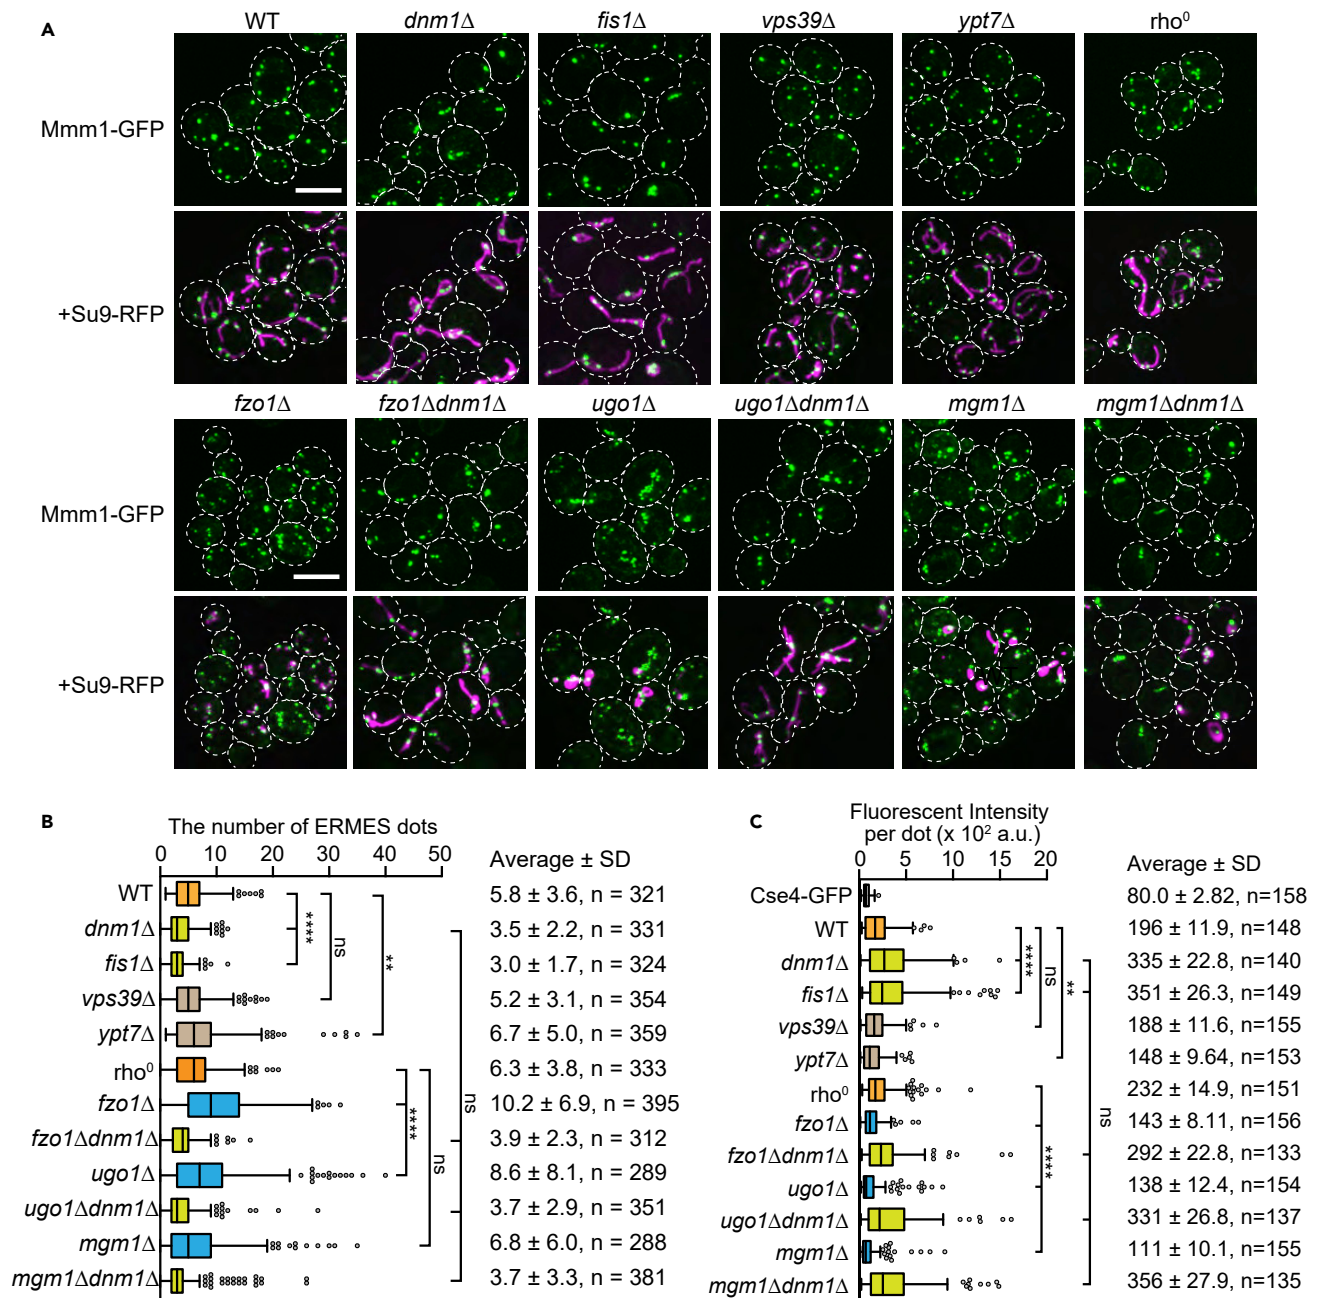 A
WT dnm1Δ fis1Δ vps39Δ ypt7Δ rho⁰
Mmm1-GFP
+Su9-RFP
fzo1Δ fzo1Δdnm1Δ ugo1Δ ugo1Δdnm1Δ mgm1Δ mgm1Δdnm1Δ
Mmm1-GFP
+Su9-RFP
B
The number of ERMES dots
0 10 20 30 40 50
Average ± SD
WT 5.8 ± 3.6, n = 321
dnm1Δ 3.5 ± 2.2, n = 331
fis1Δ 3.0 ± 1.7, n = 324
vps39Δ 5.2 ± 3.1, n = 354
ypt7Δ 6.7 ± 5.0, n = 359
rho⁰ 6.3 ± 3.8, n = 333
fzo1Δ 10.2 ± 6.9, n = 395
fzo1Δdnm1Δ 3.9 ± 2.3, n = 312
ugo1Δ 8.6 ± 8.1, n = 289
ugo1Δdnm1Δ 3.7 ± 2.9, n = 351
mgm1Δ 6.8 ± 6.0, n = 288
mgm1Δdnm1Δ 3.7 ± 3.3, n = 381
****
ns
**
****
ns
ns
C
Fluorescent Intensity
per dot (x 10² a.u.)
0 5 10 15 20
Average ± SD
Cse4-GFP 80.0 ± 2.82, n=158
WT 196 ± 11.9, n=148
dnm1Δ 335 ± 22.8, n=140
fis1Δ 351 ± 26.3, n=149
vps39Δ 188 ± 11.6, n=155
ypt7Δ 148 ± 9.64, n=153
rho⁰ 232 ± 14.9, n=151
fzo1Δ 143 ± 8.11, n=156
fzo1Δdnm1Δ 292 ± 22.8, n=133
ugo1Δ 138 ± 12.4, n=154
ugo1Δdnm1Δ 331 ± 26.8, n=137
mgm1Δ 111 ± 10.1, n=155
mgm1Δdnm1Δ 356 ± 27.9, n=135
****
ns
**
****
ns